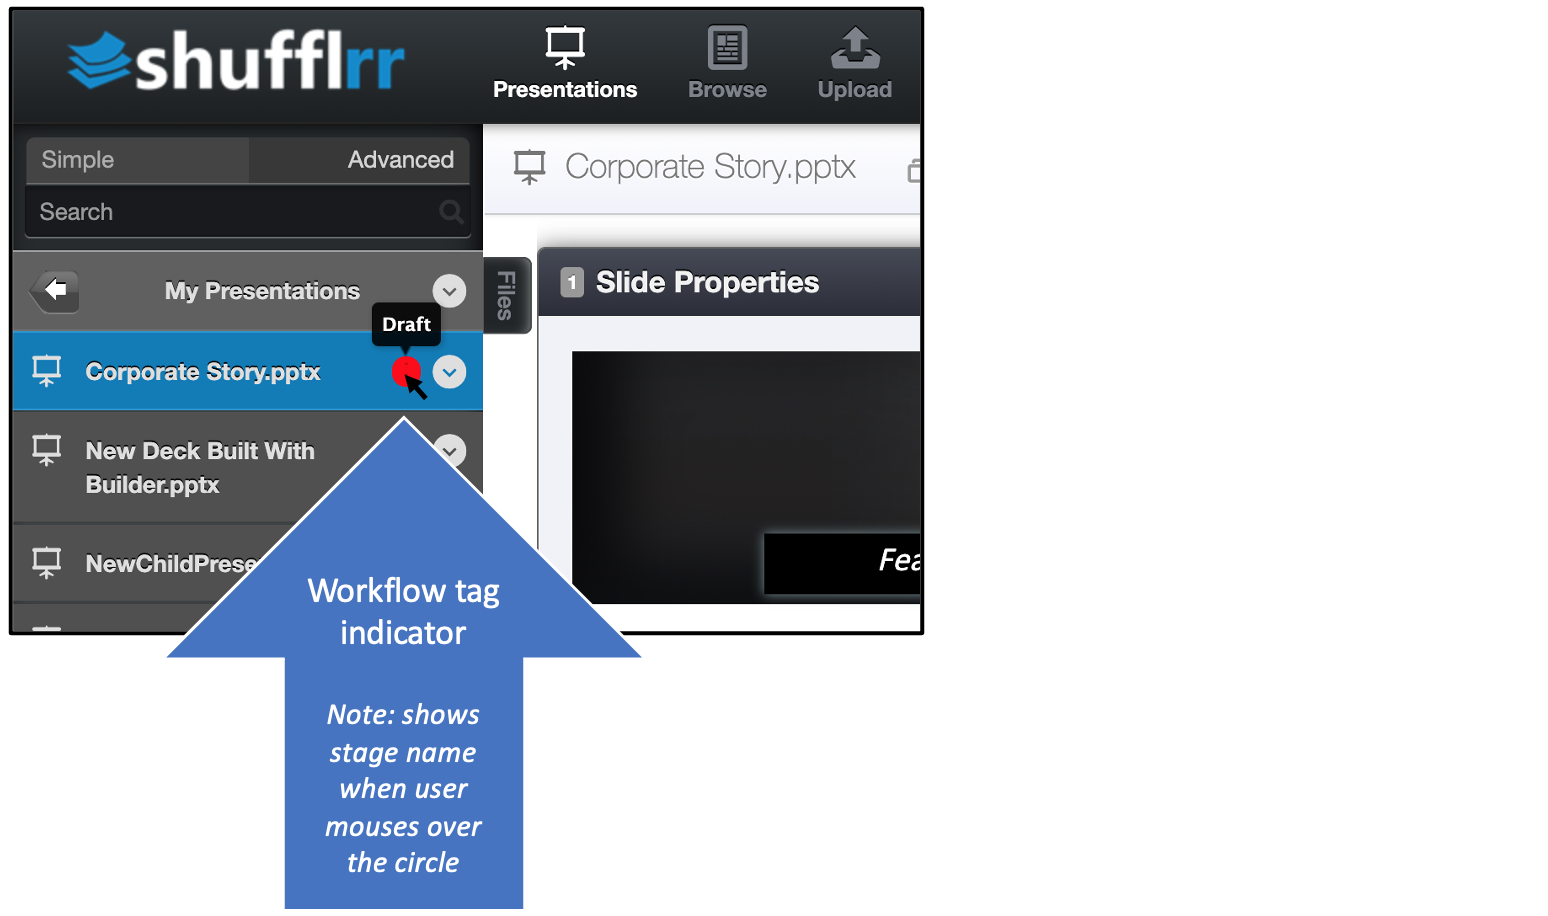 shufflrr
Presentations
Browse
Upload
Simple
Advanced
Search
Corporate Story.pptx
My Presentations
Files
1 Slide Properties
Draft
Corporate Story.pptx
New Deck Built With
Builder.pptx
NewChildPrese
Fea
Workflow tag
indicator
Note: shows
stage name
when user
mouses over
the circle